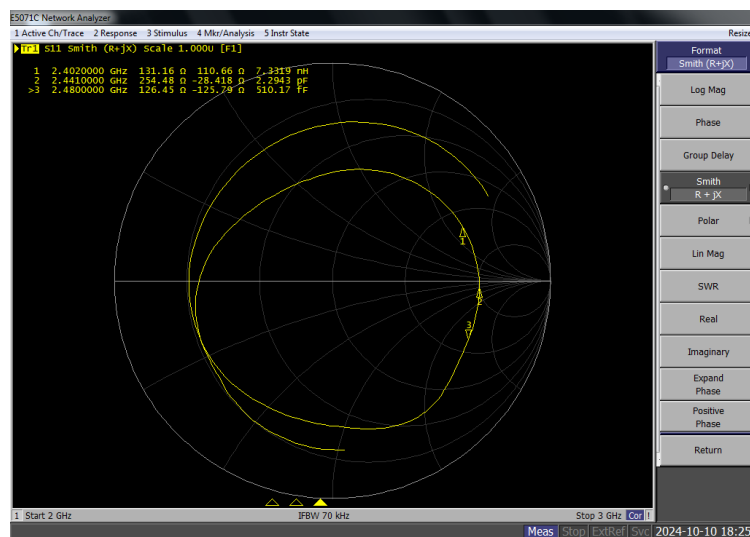 E5071C Network Analyzer
1 Active Ch/Trace 2 Response 3 Stimulus 4 Mkr/Analysis 5 Instr State
Resize
Tr1 S11 Smith (R+jX) Scale 1.000U [F1]
1 2.4020000 GHz 131.16 Ω 110.66 Ω 7.3319 nH
2 2.4410000 GHz 254.48 Ω -28.418 Ω 2.2943 pF
>3 2.4800000 GHz 126.45 Ω -125.79 Ω 510.17 fF
1
2
3
Format
Smith (R+jX)
Log Mag
Phase
Group Delay
Smith
R + jX
Polar
Lin Mag
SWR
Real
Imaginary
Expand
Phase
Positive
Phase
Return
1 Start 2 GHz
IFBW 70 kHz
Stop 3 GHz Cor !
Meas Stop ExtRef Svc 2024-10-10 18:25